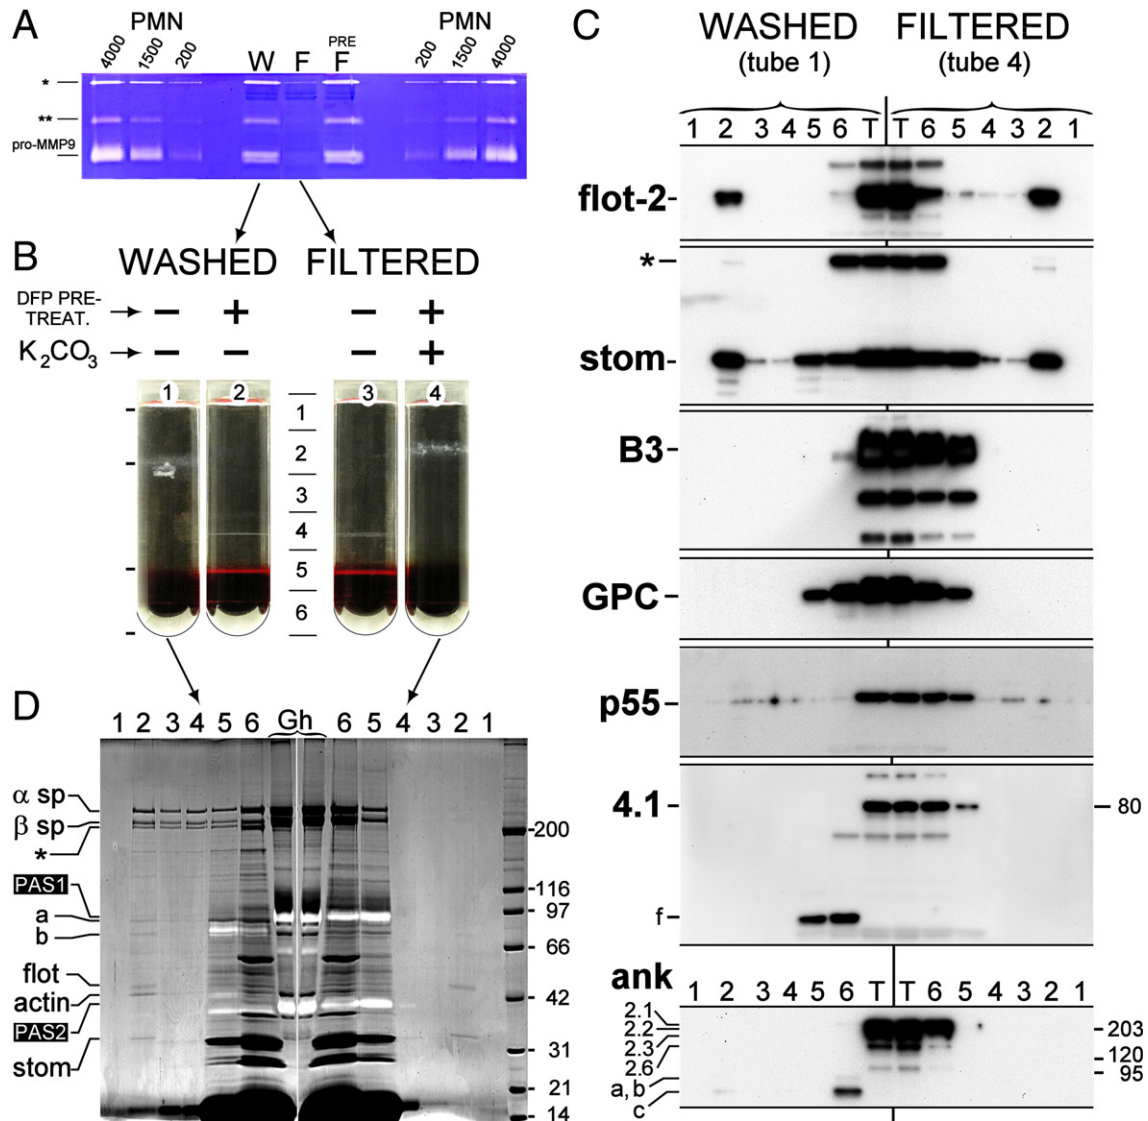 A
PMN
4000 1500 200
W F
PRE
F
PMN
200 1500 4000
*
**
pro-MMP9
B
WASHED FILTERED
DFP PRE-
TREAT.
− + − +
K2CO3
− − − +
1 2 3 4
1
2
3
4
5
6
C
WASHED FILTERED
(tube 1) (tube 4)
1 2 3 4 5 6 T T 6 5 4 3 2 1
flot-2
*
stom
B3
GPC
p55
4.1
80
f
ank
1 2 3 4 5 6 T T 6 5 4 3 2 1
2.1
2.2
2.3
2.6
a, b
c
203
120
95
D
1 2 3 4 5 6 Gh 6 5 4 3 2 1
α sp
β sp
*
PAS1
a
b
flot
actin
PAS2
stom
200
116
97
66
42
31
21
14